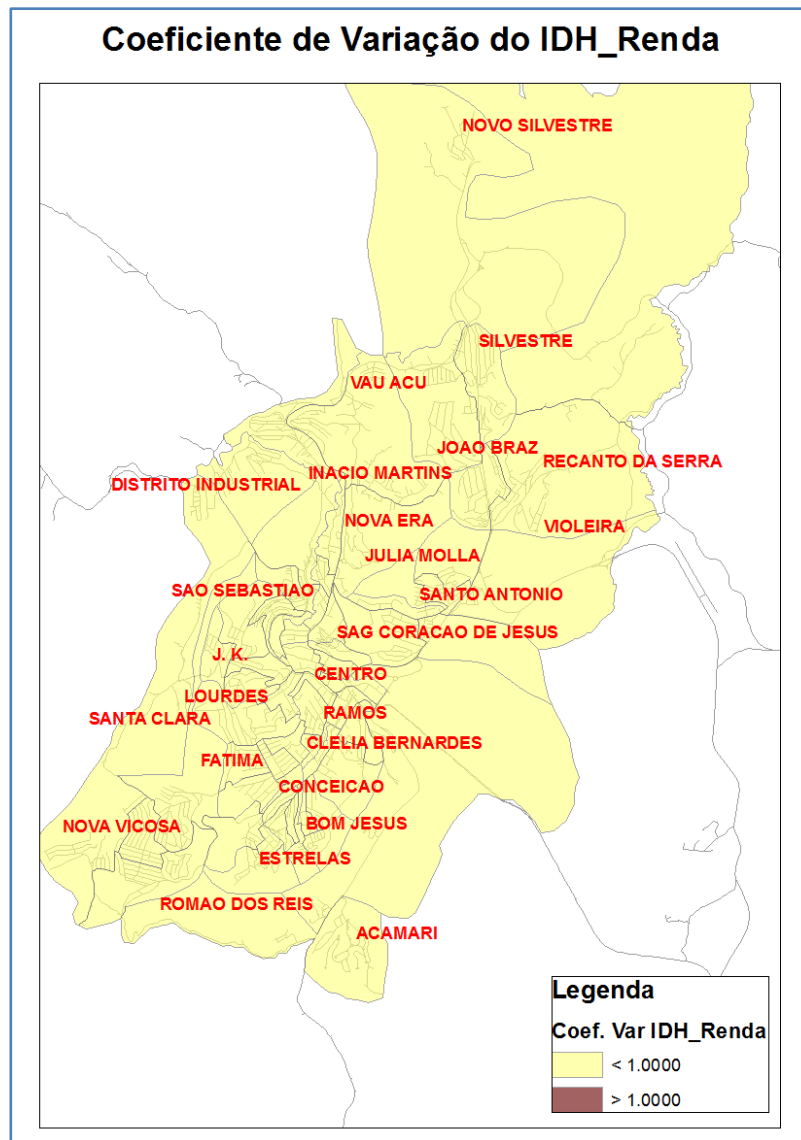 Coeficiente de Variação do IDH_Renda
NOVO SILVESTRE
SILVESTRE
VAU ACU
JOAO BRAZ
RECANTO DA SERRA
INACIO MARTINS
DISTRITO INDUSTRIAL
NOVA ERA
VIOLEIRA
JULIA MOLLA
SAO SEBASTIAO
SANTO ANTONIO
SAG CORACAO DE JESUS
J. K.
CENTRO
LOURDES
SANTA CLARA
RAMOS
CLELIA BERNARDES
FATIMA
CONCEICAO
NOVA VICOSA
BOM JESUS
ESTRELAS
ROMAO DOS REIS
ACAMARI
Legenda
Coef. Var IDH_Renda
< 1.0000
> 1.0000